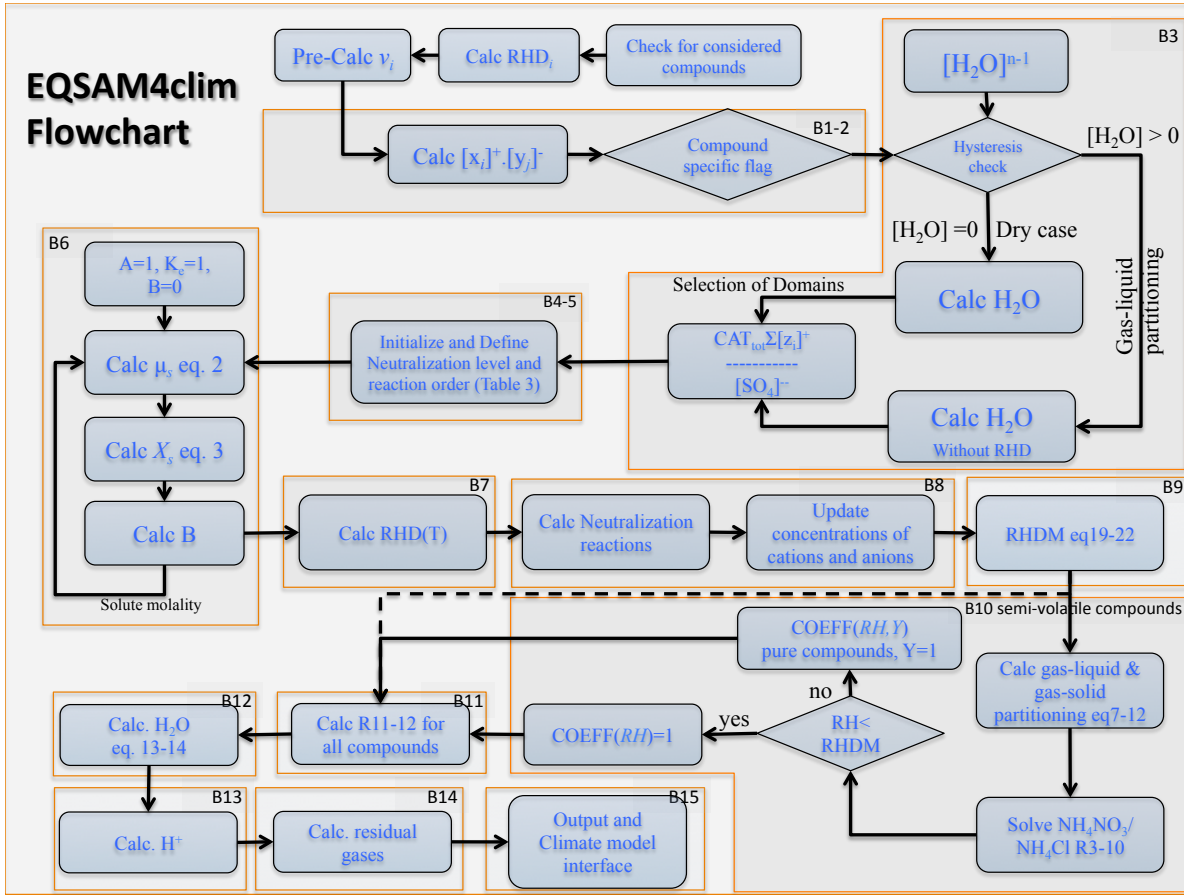 EQSAM4clim
Flowchart
Pre-Calc νᵢ
Calc RHDᵢ
Check for considered
compounds
B3
[H₂O]ⁿ⁻¹
B1-2
Calc [xᵢ]⁺.[yⱼ]⁻
Compound
specific flag
Hysteresis
check
[H₂O] > 0
[H₂O] =0
Dry case
Gas-liquid
partitioning
Calc H₂O
Selection of Domains
CATₜₒₜΣ[zᵢ]⁺
-----------
[SO₄]⁻⁻
Calc H₂O
Without RHD
B4-5
Initialize and Define
Neutralization level and
reaction order (Table 3)
B6
A=1, Kₑ=1,
B=0
Calc μₛ eq. 2
Calc Xₛ eq. 3
Calc B
Solute molality
B7
Calc RHD(T)
B8
Calc Neutralization
reactions
Update
concentrations of
cations and anions
B9
RHDM eq19-22
B10 semi-volatile compounds
Calc gas-liquid &
gas-solid
partitioning eq7-12
Solve NH₄NO₃/
NH₄Cl R3-10
RH<
RHDM
no
yes
COEFF(RH,Y)
pure compounds, Y=1
COEFF(RH)=1
B11
Calc R11-12 for
all compounds
B12
Calc. H₂O
eq. 13-14
B13
Calc. H⁺
B14
Calc. residual
gases
B15
Output and
Climate model
interface